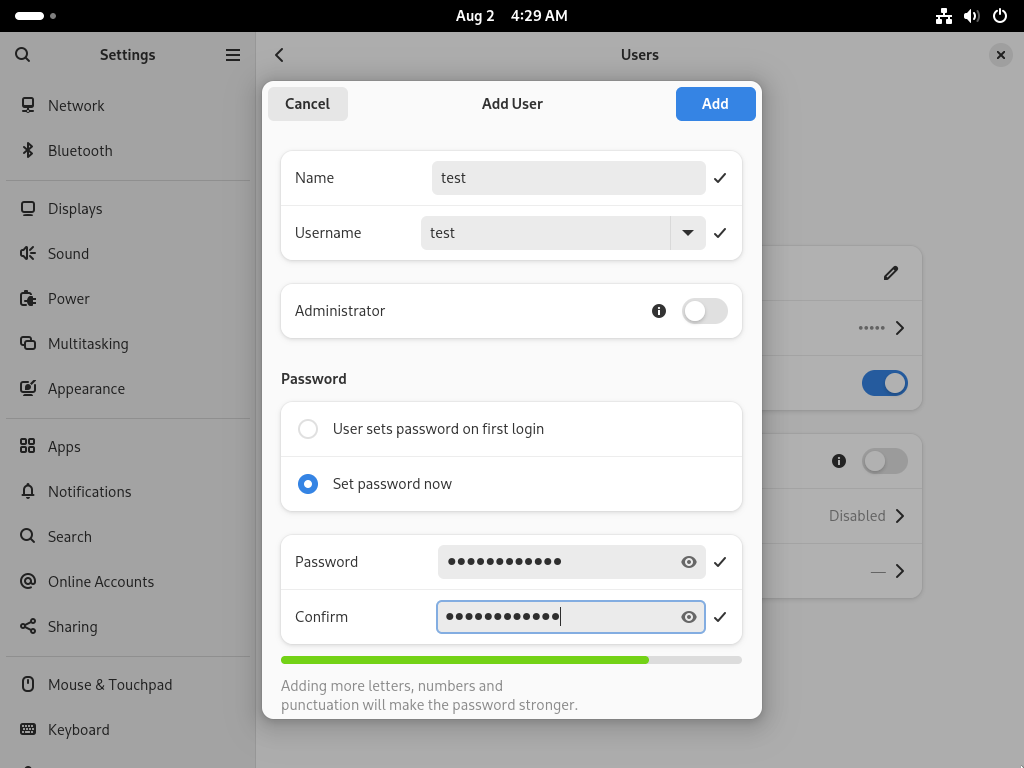 Aug 2 4:29 AM
Settings
Users
Network
Bluetooth
Displays
Sound
Power
Multitasking
Appearance
Apps
Notifications
Search
Online Accounts
Sharing
Mouse & Touchpad
Keyboard
Cancel
Add User
Add
Name test
Username test
Administrator
Password
User sets password on first login
Set password now
Password ●●●●●●●●●●●●
Confirm ●●●●●●●●●●●●
Adding more letters, numbers and
punctuation will make the password stronger.
•••••
Disabled
—